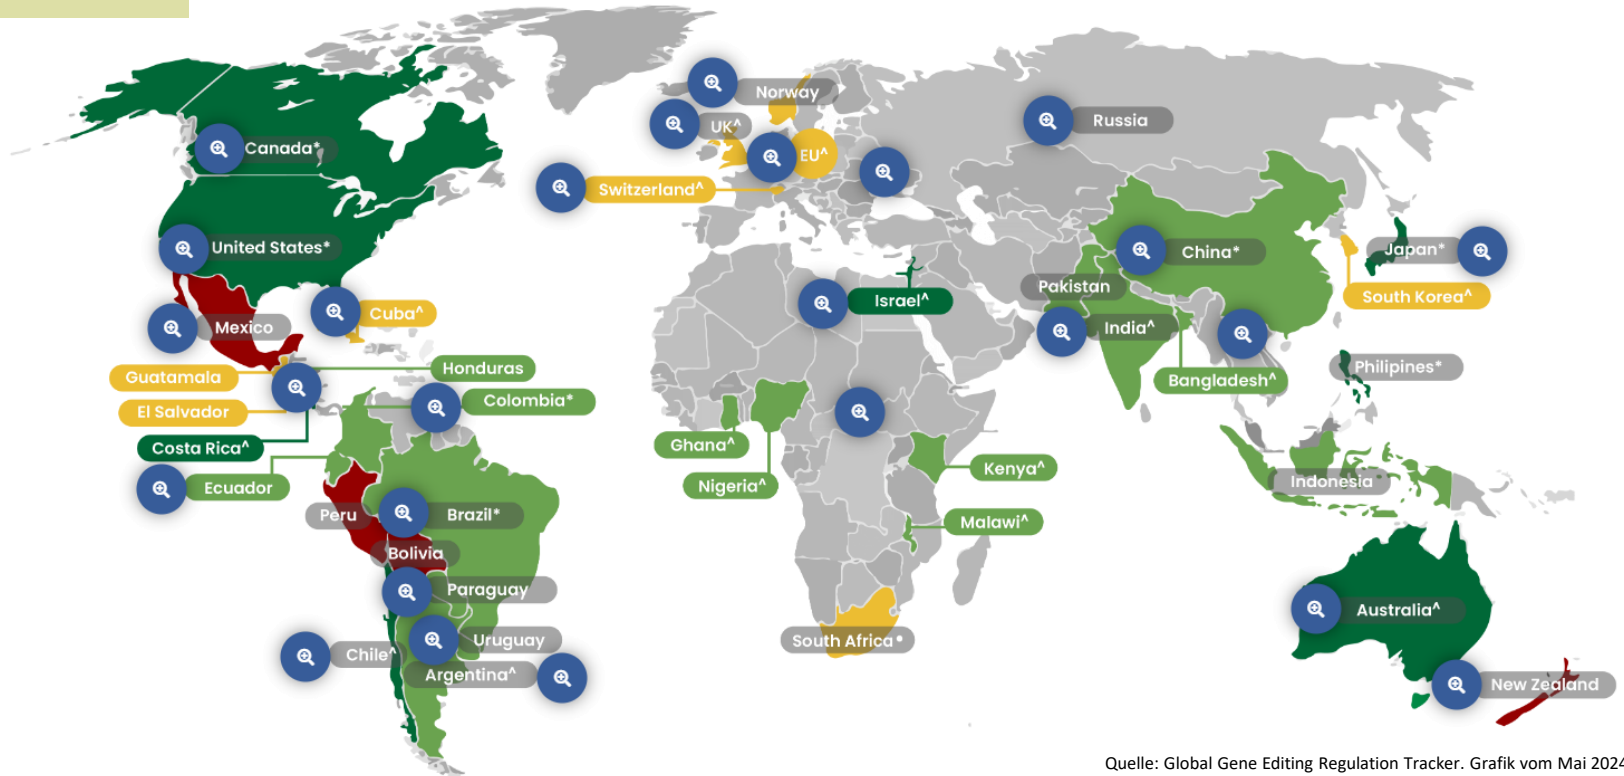 Norway
UK^
Russia
Canada*
EU^
Switzerland^
United States*
China*
Japan*
Pakistan
Israel^
South Korea^
Cuba^
Mexico
India^
Honduras
Philipines*
Guatamala
Bangladesh^
Colombia*
El Salvador
Ghana^
Costa Rica^
Kenya^
Indonesia
Ecuador
Nigeria^
Peru
Brazil*
Malawi^
Bolivia
Paraguay
Australia^
Uruguay
South Africa•
Chile^
Argentina^
New Zealand
Quelle: Global Gene Editing Regulation Tracker. Grafik vom Mai 2024